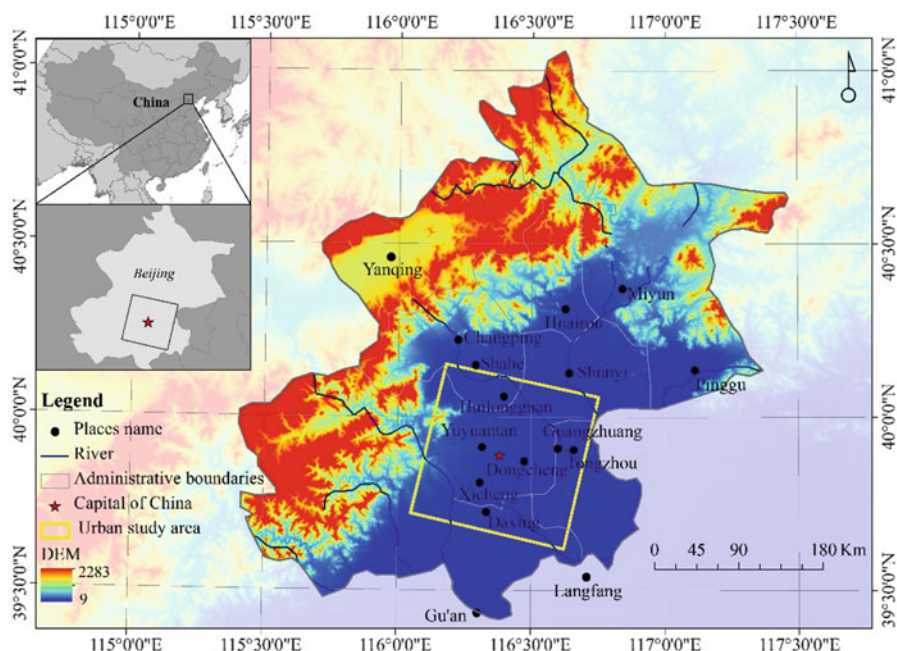 115°0'0"E 115°30'0"E 116°0'0"E 116°30'0"E 117°0'0"E 117°30'0"E
41°0'0"N
41°0'0"N
China
40°30'0"N
40°30'0"N
Beijing
Yanqing
Miyun
Huairou
Changping
Shahe
Shunyi
Pinggu
Legend
Places name
River
Administrative boundaries
Capital of China
Urban study area
DEM
2283
9
40°0'0"N
40°0'0"N
Huilongguan
Yuyuantan
Guangzhuang
Dongcheng
Tongzhou
Xicheng
Daxing
0 45 90 180 Km
39°30'0"N
39°30'0"N
Langfang
Gu'an
115°0'0"E 115°30'0"E 116°0'0"E 116°30'0"E 117°0'0"E 117°30'0"E